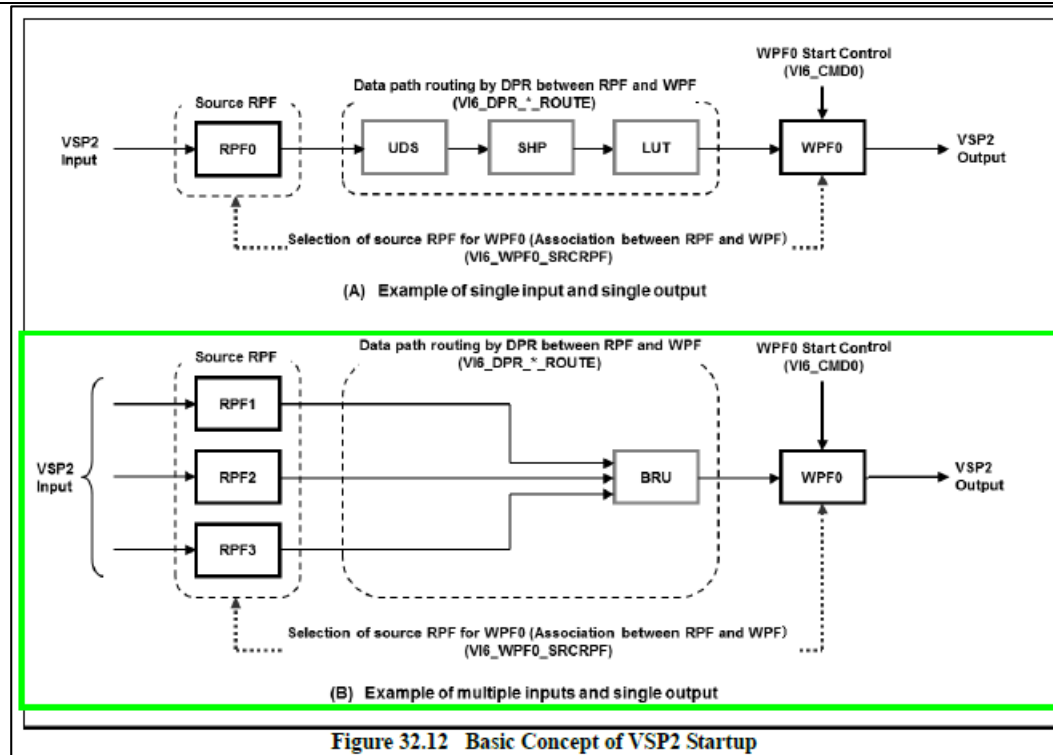 WPF0 Start Control
(VI6_CMD0)
Data path routing by DPR between RPF and WPF
(VI6_DPR_*_ROUTE)
Source RPF
VSP2
Input
RPF0
UDS
SHP
LUT
WPF0
VSP2
Output
Selection of source RPF for WPF0 (Association between RPF and WPF)
(VI6_WPF0_SRCRPF)
(A) Example of single input and single output
Data path routing by DPR between RPF and WPF
(VI6_DPR_*_ROUTE)
WPF0 Start Control
(VI6_CMD0)
Source RPF
RPF1
VSP2
Input
RPF2
BRU
WPF0
VSP2
Output
RPF3
Selection of source RPF for WPF0 (Association between RPF and WPF)
(VI6_WPF0_SRCRPF)
(B) Example of multiple inputs and single output
Figure 32.12 Basic Concept of VSP2 Startup